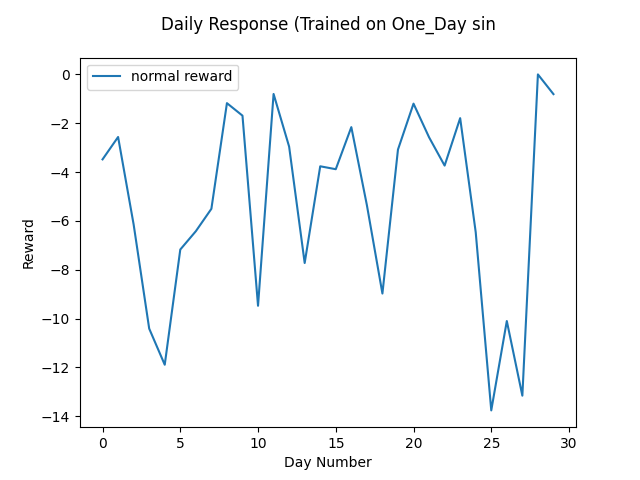 Daily Response (Trained on One_Day sin
normal reward
0
−2
−4
−6
−8
−10
−12
−14
Reward
0 5 10 15 20 25 30
Day Number